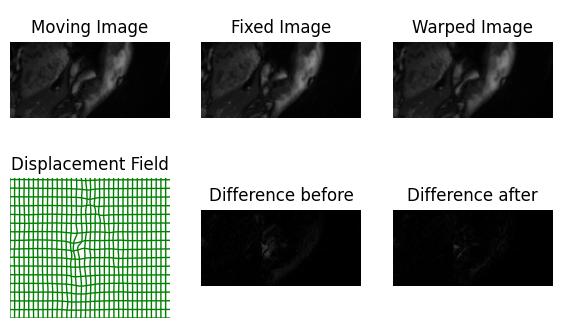 Moving Image
Fixed Image
Warped Image
Displacement Field
Difference before
Difference after